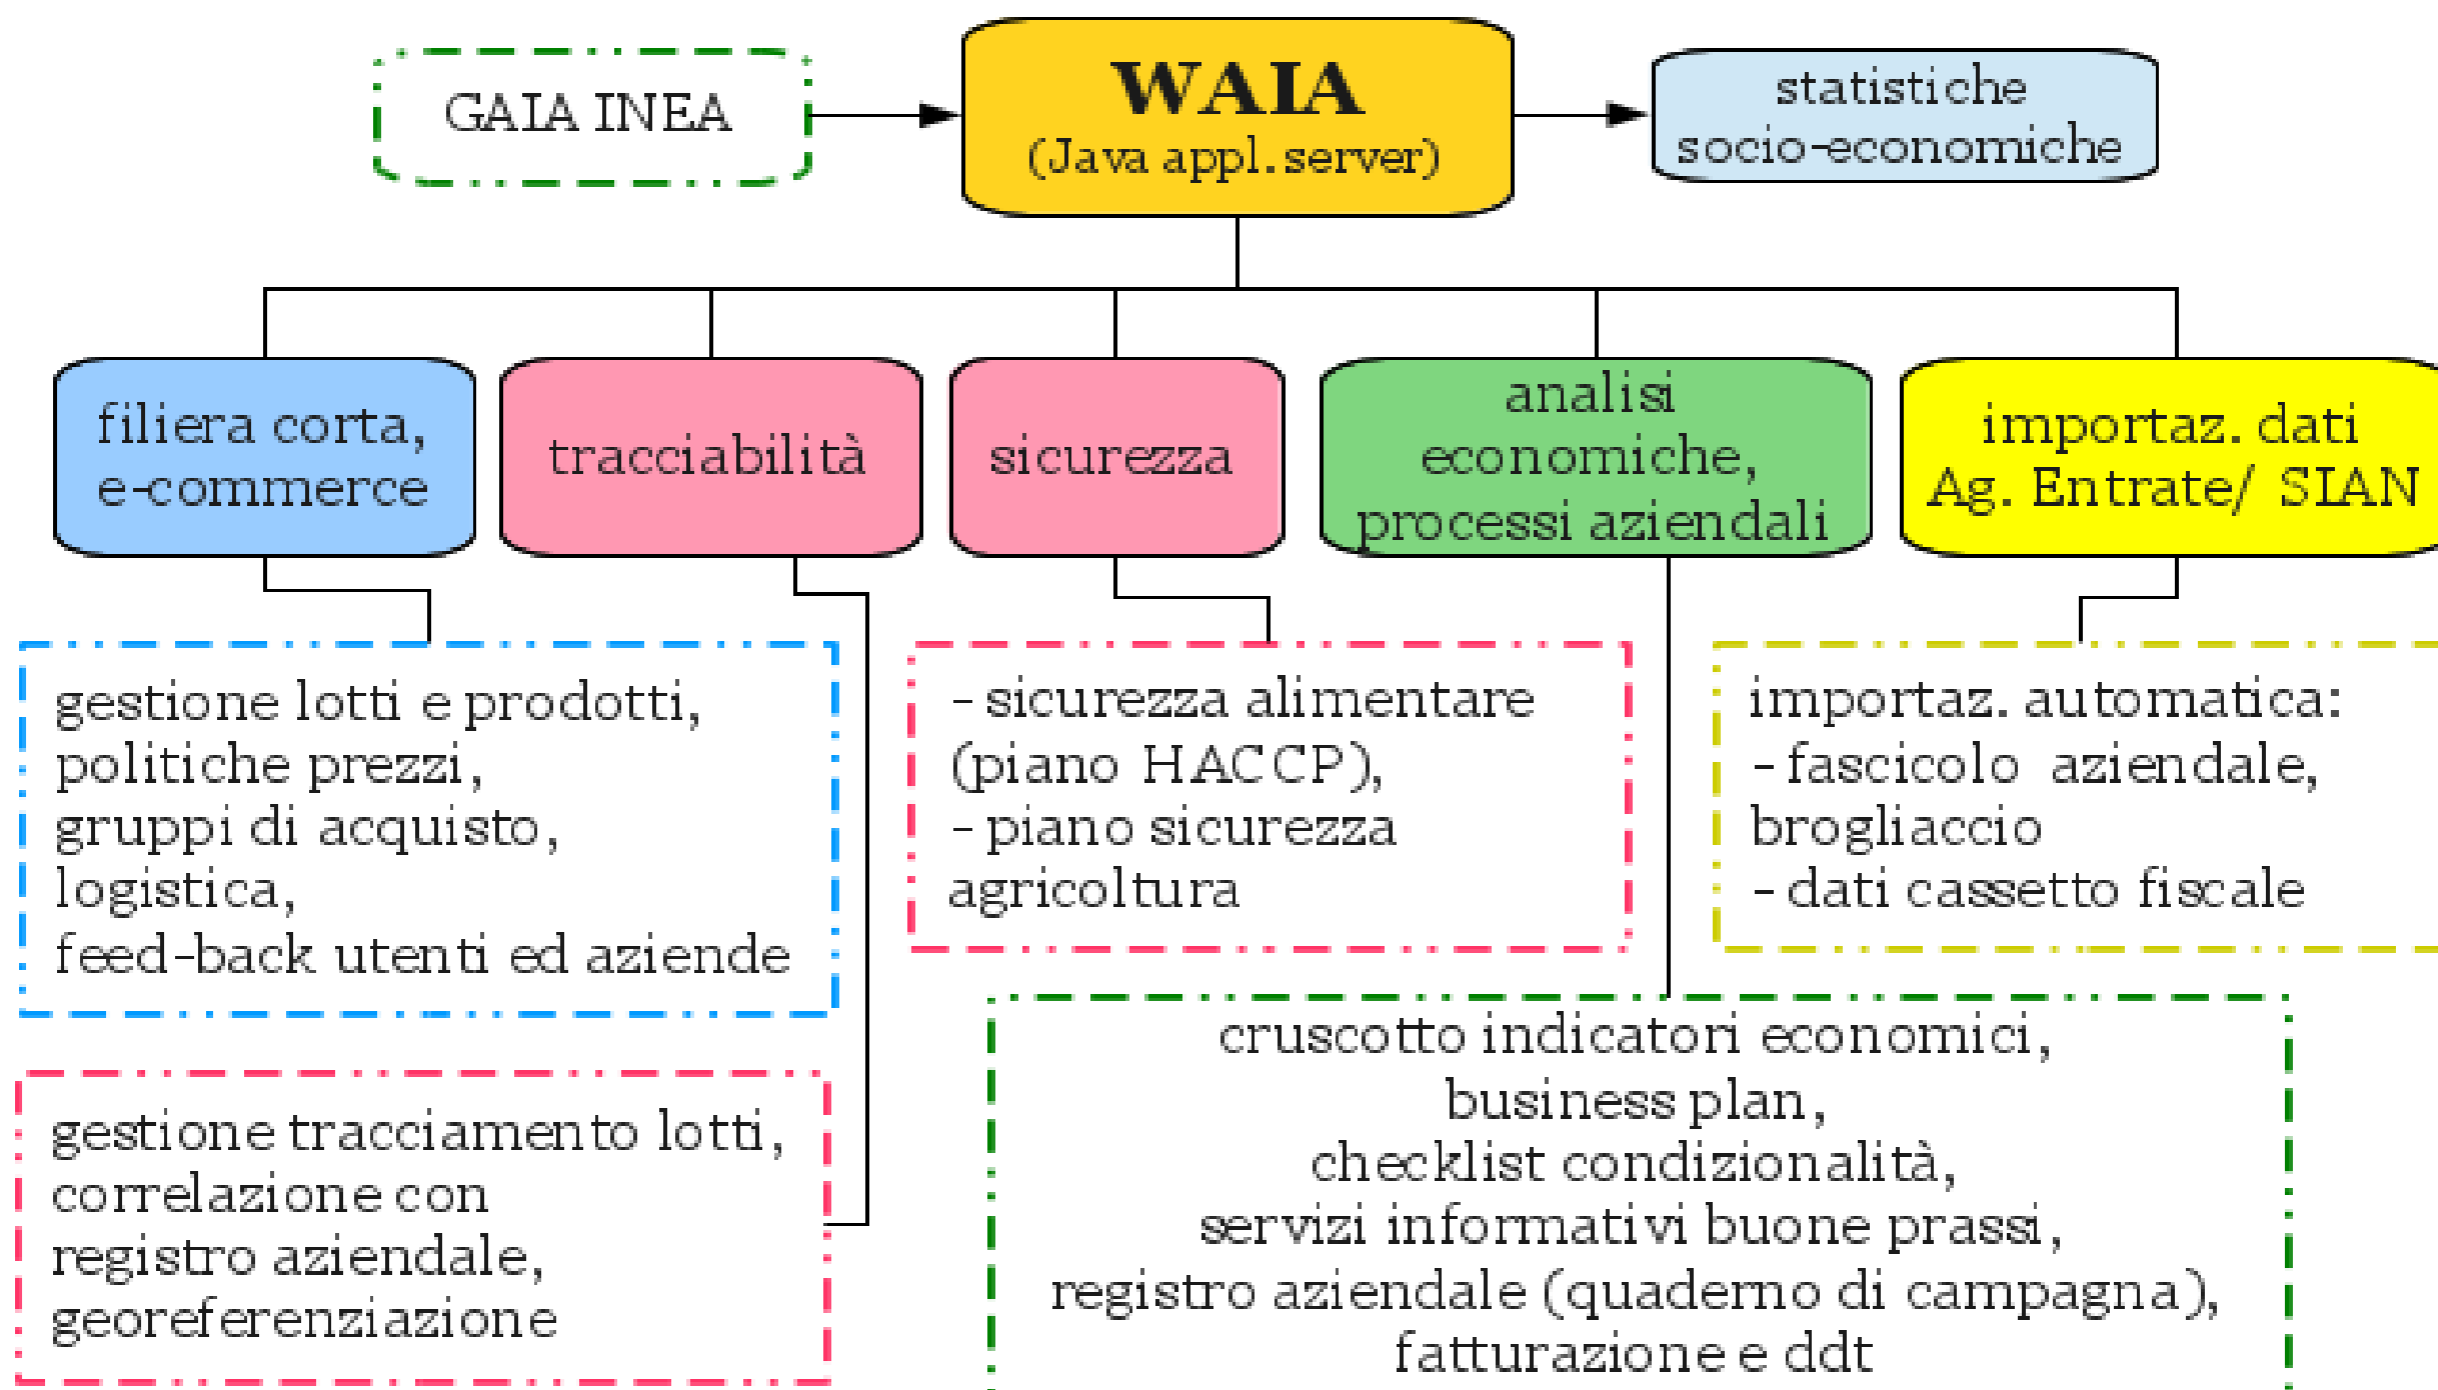 GAIA INEA
WAIA
(Java appl. server)
statistiche
socio-economiche
filiera corta,
e-commerce
tracciabilità
sicurezza
analisi
economiche,
processi aziendali
importaz. dati
Ag. Entrate/ SIAN
gestione lotti e prodotti,
politiche prezzi,
gruppi di acquisto,
logistica,
feed-back utenti ed aziende
- sicurezza alimentare
(piano HACCP),
- piano sicurezza
agricoltura
importaz. automatica:
- fascicolo aziendale,
brogliaccio
- dati cassetto fiscale
gestione tracciamento lotti,
correlazione con
registro aziendale,
georeferenziazione
cruscotto indicatori economici,
business plan,
checklist condizionalità,
servizi informativi buone prassi,
registro aziendale (quaderno di campagna),
fatturazione e ddt